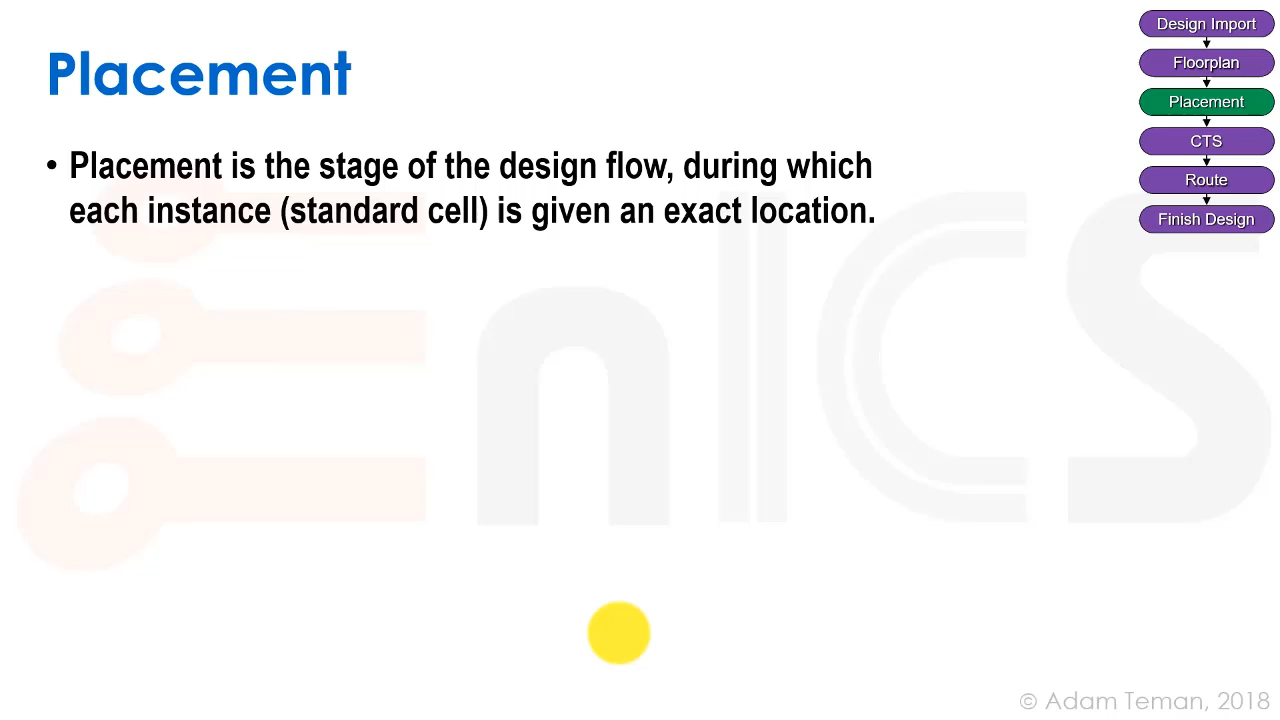 Placement
• Placement is the stage of the design flow, during which
each instance (standard cell) is given an exact location.
Design Import
Floorplan
Placement
CTS
Route
Finish Design
EnICS
© Adam Teman, 2018